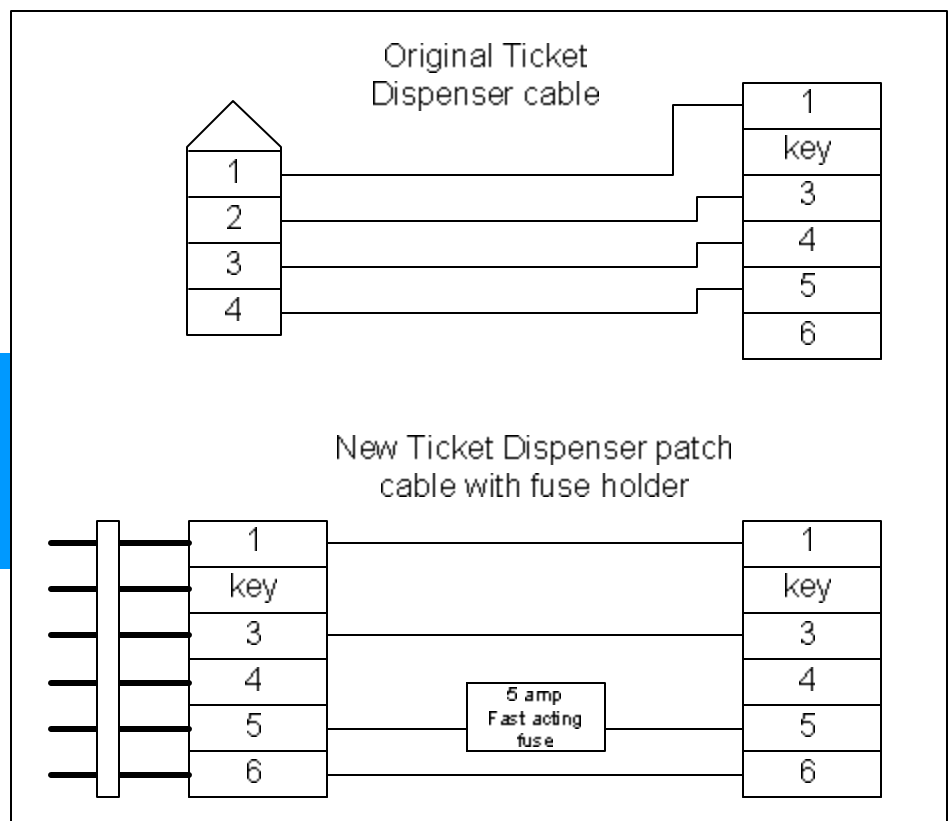 Original Ticket
Dispenser cable
1
2
3
4
1
key
3
4
5
6
New Ticket Dispenser patch
cable with fuse holder
1
key
3
4
5
6
5 amp
Fast acting
fuse
1
key
3
4
5
6